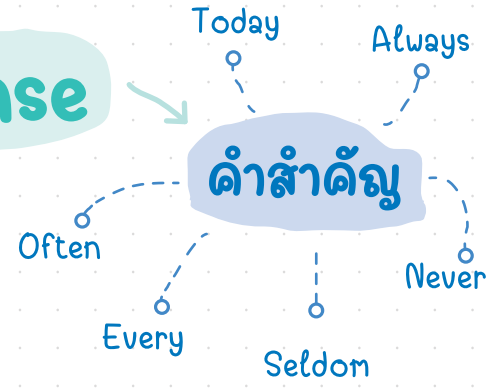 Today
Always
nse
คำสำคัญ
Often
Never
Every
Seldom